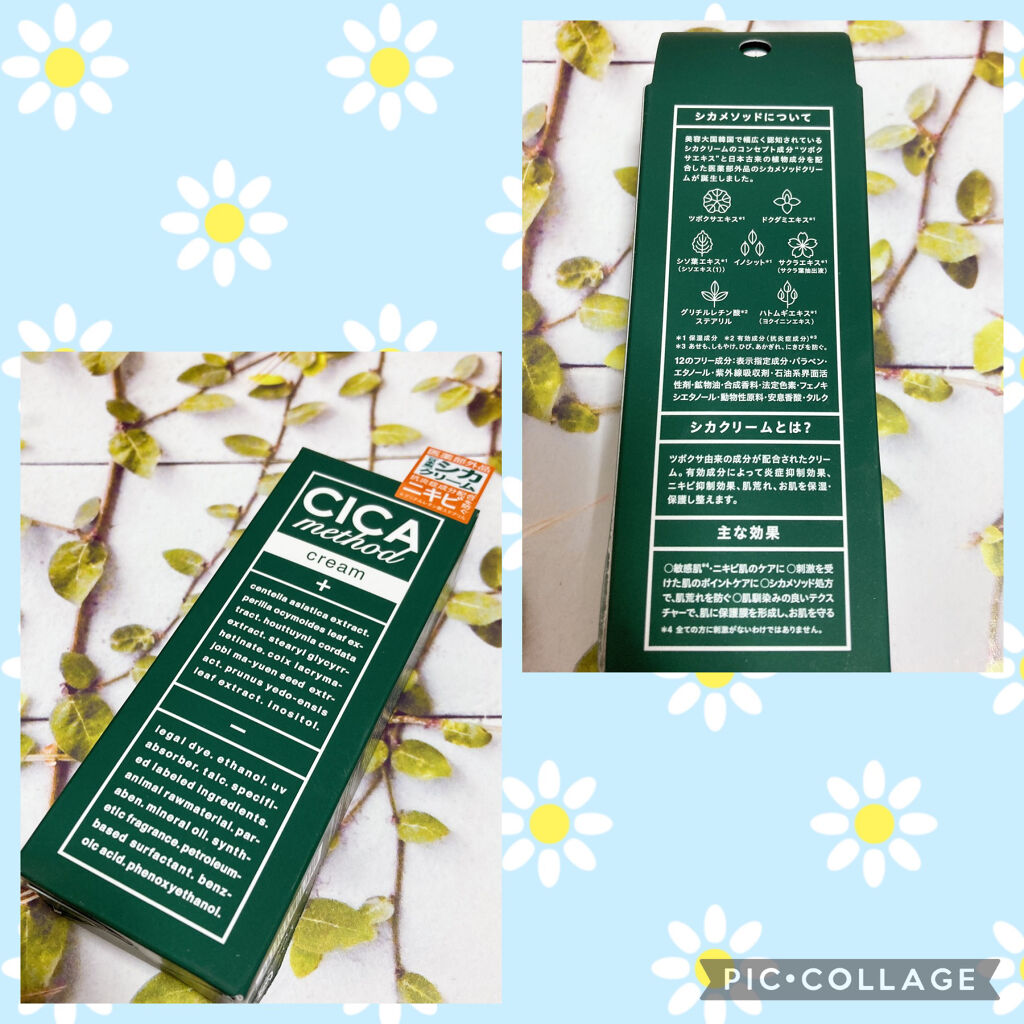 シカメソッドについて
美容大国韓国で幅広く認知されている
シカクリームのコンセプト成分“ツボク
サエキス”と日本古来の植物成分を配
合した医薬部外品のシカメソッドクリー
ムが誕生しました。
ツボクサエキス*1 ドクダミエキス*1
シソ葉エキス*1 イノシット*1 サクラエキス*1
(シソエキス(1)) (サクラ葉抽出液)
グリチルレチン酸*2 ハトムギエキス*1
ステアリル (ヨクイニンエキス)
*1 保湿成分 *2 有効成分(抗炎症成分)*3
*3 あせも、しもやけ、ひび、あかぎれ、にきびを防ぐ。
12のフリー成分:表示指定成分・パラベン・
エタノール・紫外線吸収剤・石油系界面活
性剤・鉱物油・合成香料・法定色素・フェノキ
シエタノール・動物性原料・安息香酸・タルク
シカクリームとは?
ツボクサ由来の成分が配合されたクリー
ム。有効成分によって炎症抑制効果、
ニキビ抑制効果、肌荒れ、お肌を保湿・
保護し整えます。
主な効果
○敏感肌*4・ニキビ肌のケアに○刺激を受
けた肌のポイントケアに○シカメソッド処方
で、肌荒れを防ぐ○肌馴染みの良いテクス
チャーで、肌に保護膜を形成し、お肌を守る
*4 全ての方に刺激がないわけではありません。
医薬部外品
シカ
クリーム
抗炎症成分配合
ニキビ
を防ぐ
CICA
method
cream
+
centella asiatica extract.
perilla ocymoides leaf ex-
tract. houttuynia cordata
extract. stearyl glycyrr-
hetinate. coix lacryma-
jobi ma-yuen seed extr-
act. prunus yedo-ensis
leaf extract. inositol.
−
legal dye. ethanol. uv
absorber. talc. specifi-
ed labeled ingredients.
animal rawmaterial. par-
aben. mineral oil. synth-
etic fragrance. petroleum-
based surfactant. benz-
oic acid. phenoxyethanol.
PIC•COLLAGE